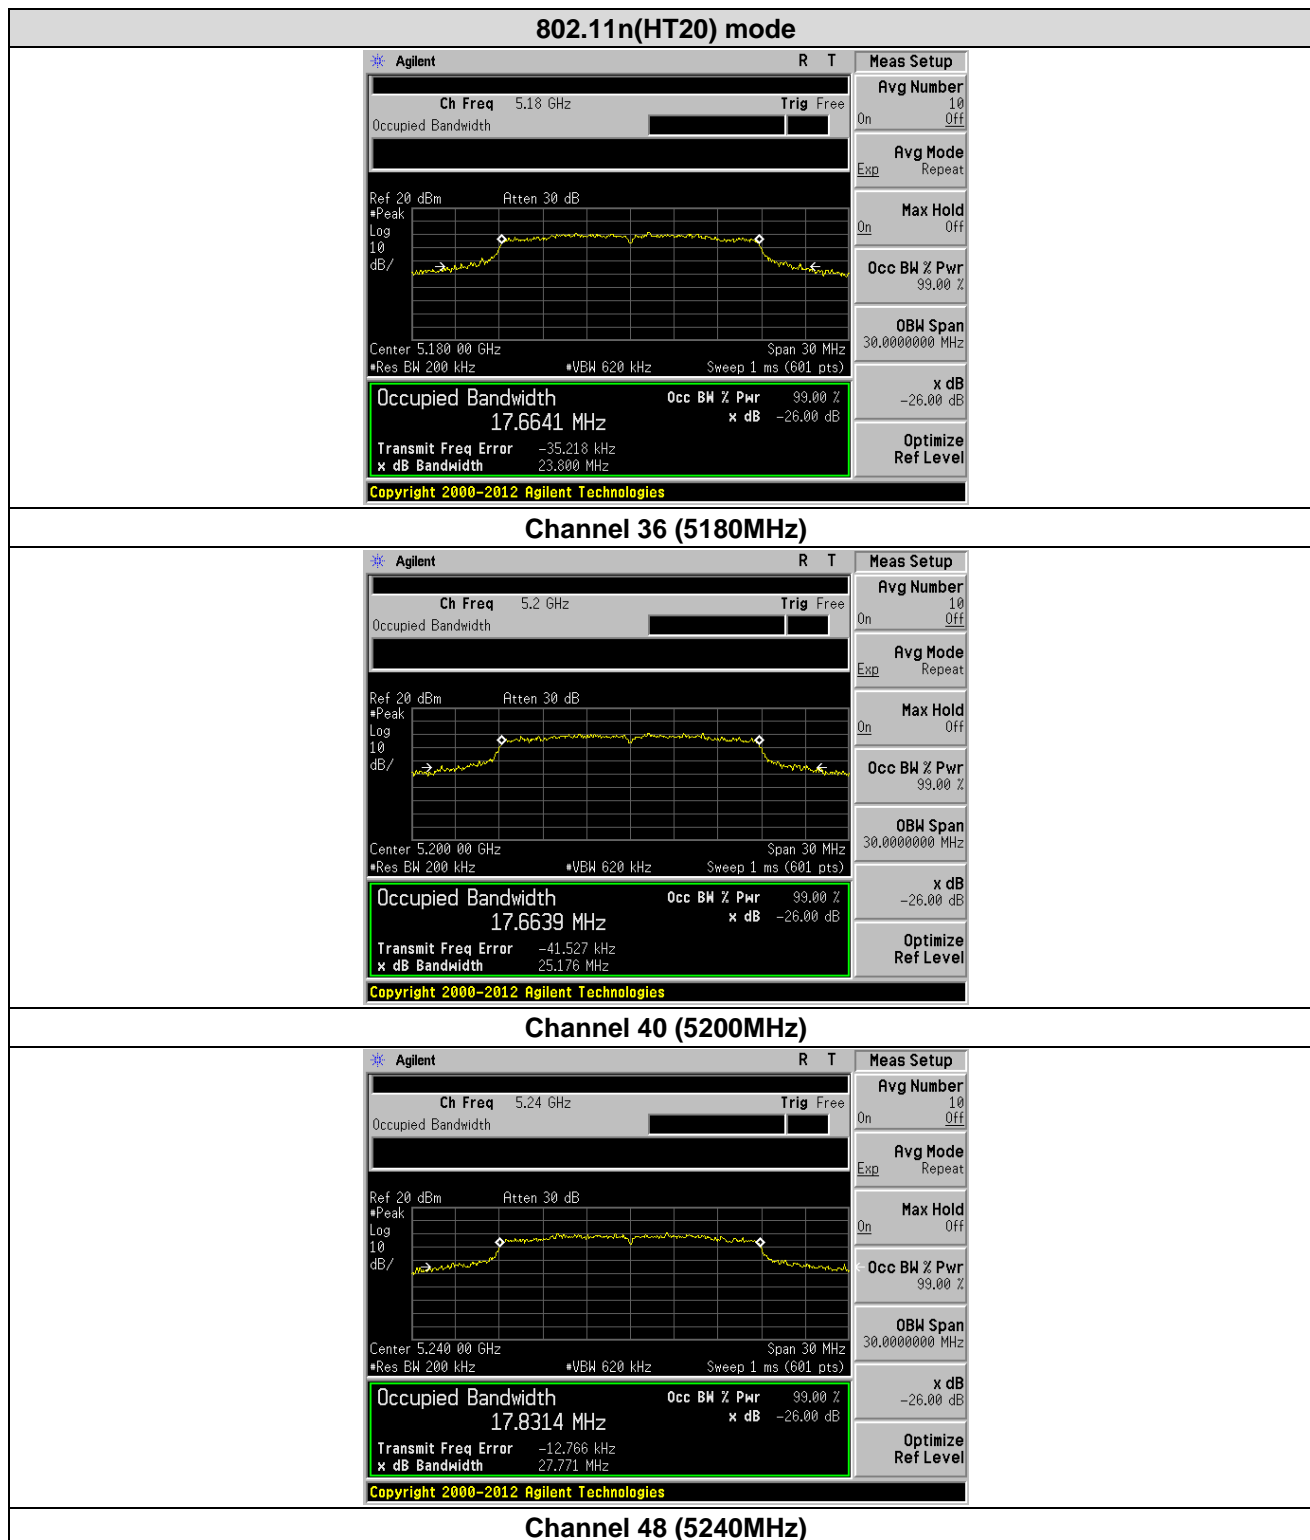 802.11n(HT20) mode
Agilent R T Meas Setup
Avg Number
10
On Off
Ch Freq 5.18 GHz Trig Free
Occupied Bandwidth
Avg Mode
Exp Repeat
Ref 20 dBm Atten 30 dB
#Peak
Log
10
dB/
Max Hold
On Off
Occ BW % Pwr
99.00 %
OBW Span
30.0000000 MHz
Center 5.180 00 GHz Span 30 MHz
#Res BW 200 kHz #VBW 620 kHz Sweep 1 ms (601 pts)
x dB
-26.00 dB
Occupied Bandwidth Occ BW % Pwr 99.00 %
17.6641 MHz x dB -26.00 dB
Transmit Freq Error -35.218 kHz
x dB Bandwidth 23.800 MHz
Optimize
Ref Level
Copyright 2000-2012 Agilent Technologies
Channel 36 (5180MHz)
Agilent R T Meas Setup
Avg Number
10
On Off
Ch Freq 5.2 GHz Trig Free
Occupied Bandwidth
Avg Mode
Exp Repeat
Ref 20 dBm Atten 30 dB
#Peak
Log
10
dB/
Max Hold
On Off
Occ BW % Pwr
99.00 %
OBW Span
30.0000000 MHz
Center 5.200 00 GHz Span 30 MHz
#Res BW 200 kHz #VBW 620 kHz Sweep 1 ms (601 pts)
x dB
-26.00 dB
Occupied Bandwidth Occ BW % Pwr 99.00 %
17.6639 MHz x dB -26.00 dB
Transmit Freq Error -41.527 kHz
x dB Bandwidth 25.176 MHz
Optimize
Ref Level
Copyright 2000-2012 Agilent Technologies
Channel 40 (5200MHz)
Agilent R T Meas Setup
Avg Number
10
On Off
Ch Freq 5.24 GHz Trig Free
Occupied Bandwidth
Avg Mode
Exp Repeat
Ref 20 dBm Atten 30 dB
#Peak
Log
10
dB/
Max Hold
On Off
Occ BW % Pwr
99.00 %
OBW Span
30.0000000 MHz
Center 5.240 00 GHz Span 30 MHz
#Res BW 200 kHz #VBW 620 kHz Sweep 1 ms (601 pts)
x dB
-26.00 dB
Occupied Bandwidth Occ BW % Pwr 99.00 %
17.8314 MHz x dB -26.00 dB
Transmit Freq Error -12.766 kHz
x dB Bandwidth 27.771 MHz
Optimize
Ref Level
Copyright 2000-2012 Agilent Technologies
Channel 48 (5240MHz)